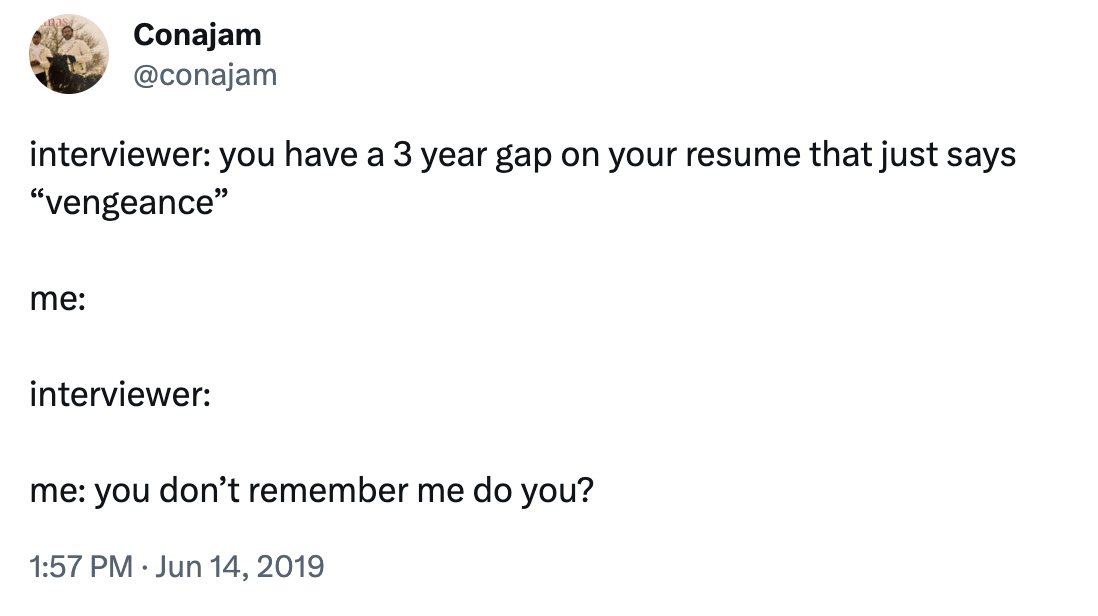 Conajam
@conajam
interviewer: you have a 3 year gap on your resume that just says
“vengeance”
me:
interviewer:
me: you don’t remember me do you?
1:57 PM · Jun 14, 2019